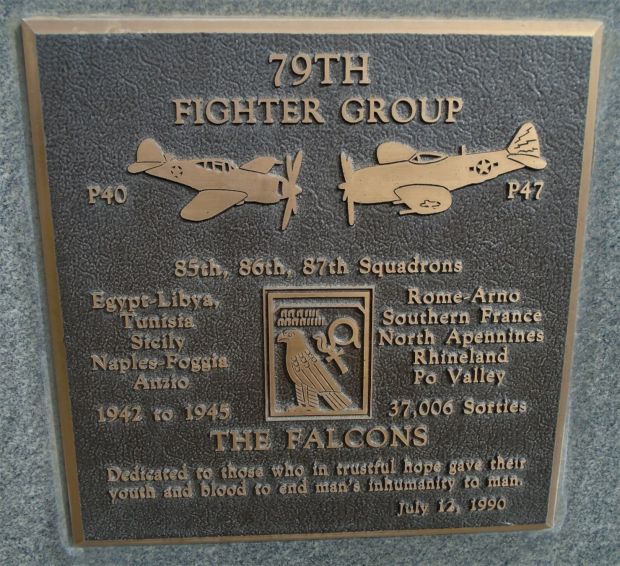 79TH
FIGHTER GROUP
P40
P47
85th, 86th, 87th Squadrons
Egypt-Libya,
Tunisia
Sicily
Naples-Foggia
Anzio
1942 to 1945
Rome-Arno
Southern France
North Apennines
Rhineland
Po Valley
37,006 Sorties
THE FALCONS
Dedicated to those who in trustful hope gave their
youth and blood to end man's inhumanity to man.
July 12, 1990